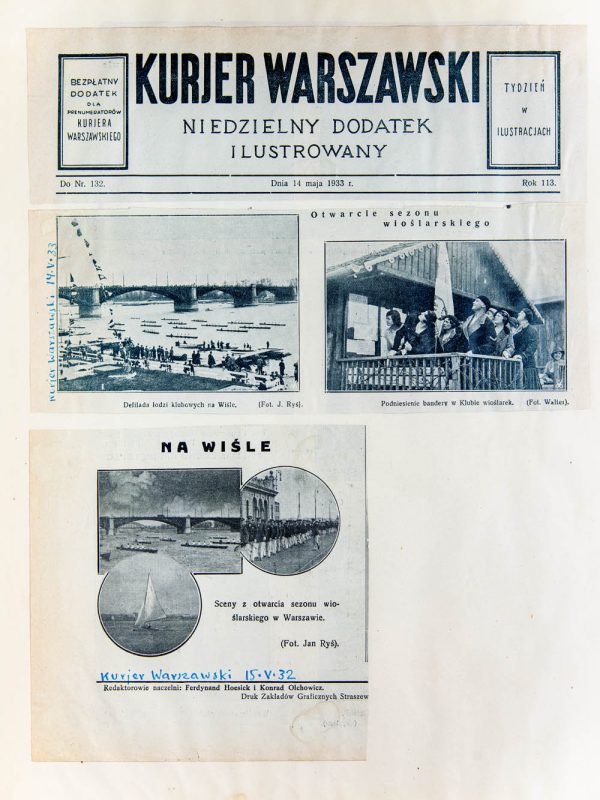 BEZPŁATNY
DODATEK
DLA
PRENUMERATORÓW
KURJERA
WARSZAWSKIEGO
KURJER WARSZAWSKI
NIEDZIELNY DODATEK
ILUSTROWANY
TYDZIEŃ
W
ILUSTRACJACH
Do Nr. 132.
Dnia 14 maja 1933 r.
Rok 113.
Otwarcie sezonu
wioślarskiego
Kurjer Warszawski 14·V·33
Defilada łodzi klubowych na Wiśle. (Fot. J. Ryś).
Podniesienie bandery w Klubie wioślarek. (Fot. Walter).
NA WIŚLE
Sceny z otwarcia sezonu wio-
ślarskiego w Warszawie.
(Fot. Jan Ryś).
Kurjer Warszawski 15·V·32
Redaktorowie naczelni: Ferdynand Hoesick i Konrad Olchowicz.
Druk Zakładów Graficznych Straszew